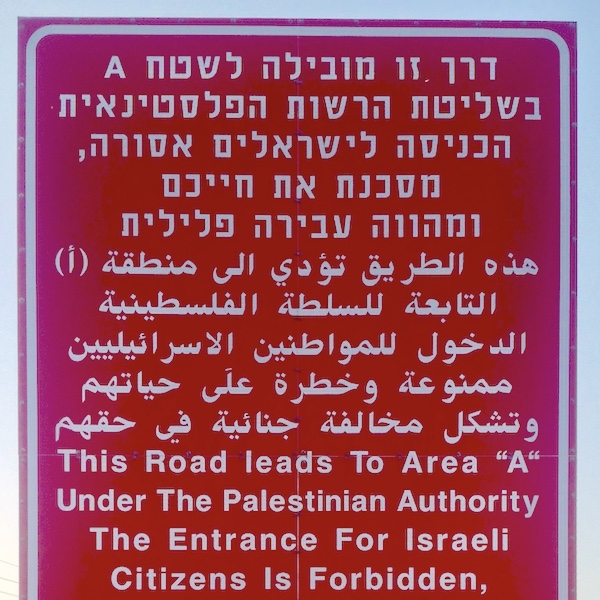 דרך זו מובילה לשטח A
בשליטת הרשות הפלסטינאית
הכניסה לישראלים אסורה,
מסכנת את חייכם
ומהווה עבירה פלילית
هذه الطريق تؤدي الى منطقة (أ)
التابعة للسلطة الفلسطينية
الدخول للمواطنين الاسرائيليين
ممنوعة وخطرة علَى حياتهم
وتشكل مخالفة جنائية في حقهم
This Road leads To Area “A“
Under The Palestinian Authority
The Entrance For Israeli
Citizens Is Forbidden,